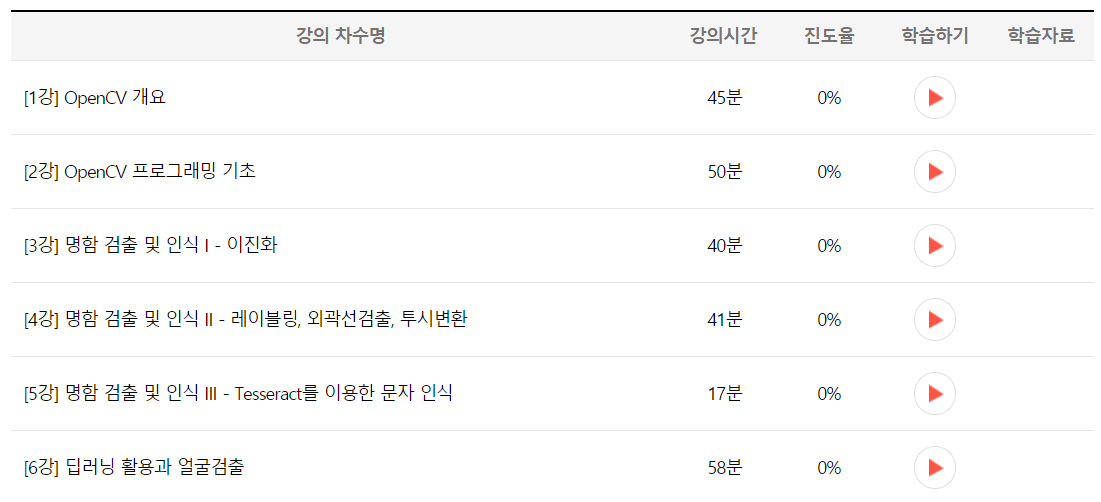 강의 차수명 강의시간 진도율 학습하기 학습자료
[1강] OpenCV 개요 45분 0%
[2강] OpenCV 프로그래밍 기초 50분 0%
[3강] 명함 검출 및 인식 I - 이진화 40분 0%
[4강] 명함 검출 및 인식 II - 레이블링, 외곽선검출, 투시변환 41분 0%
[5강] 명함 검출 및 인식 III - Tesseract를 이용한 문자 인식 17분 0%
[6강] 딥러닝 활용과 얼굴검출 58분 0%